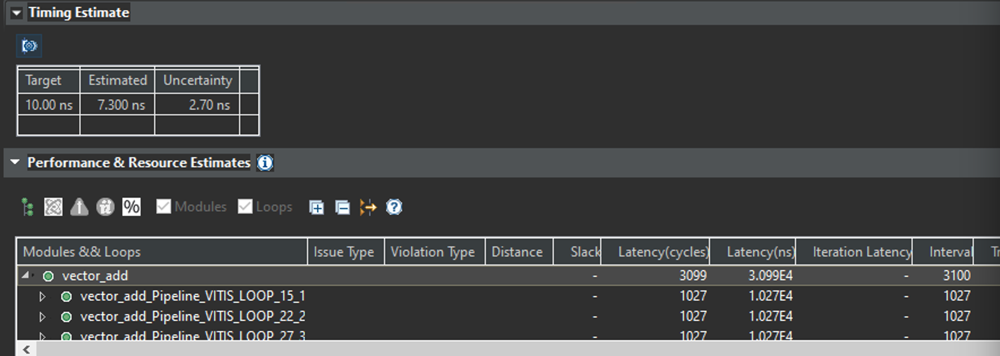 Timing Estimate
Target Estimated Uncertainty
10.00 ns 7.300 ns 2.70 ns
Performance & Resource Estimates
% Modules Loops
Modules && Loops Issue Type Violation Type Distance Slack Latency(cycles) Latency(ns) Iteration Latency Interval
vector_add - 3099 3.099E4 - 3100
vector_add_Pipeline_VITIS_LOOP_15_1 - 1027 1.027E4 - 1027
vector_add_Pipeline_VITIS_LOOP_22_2 - 1027 1.027E4 - 1027
vector_add_Pipeline_VITIS_LOOP_27_3 - 1027 1.027E4 - 1027